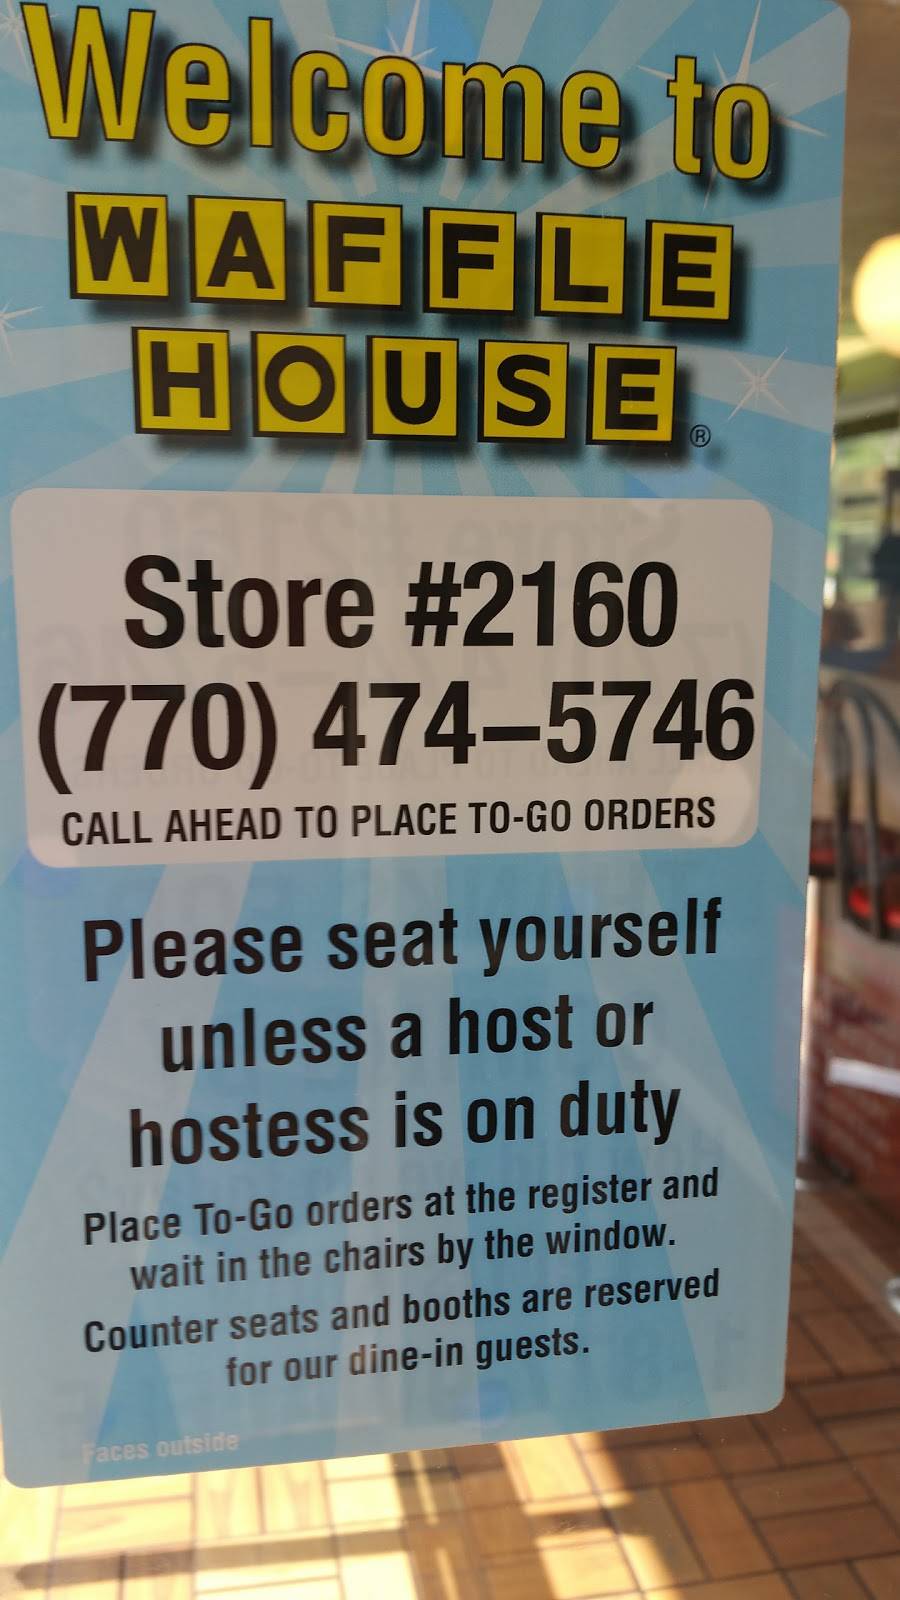 Welcome to
WAFFLE
HOUSE®
Store #2160
(770) 474–5746
CALL AHEAD TO PLACE TO-GO ORDERS
Please seat yourself
unless a host or
hostess is on duty
Place To-Go orders at the register and
wait in the chairs by the window.
Counter seats and booths are reserved
for our dine-in guests.
Faces outside